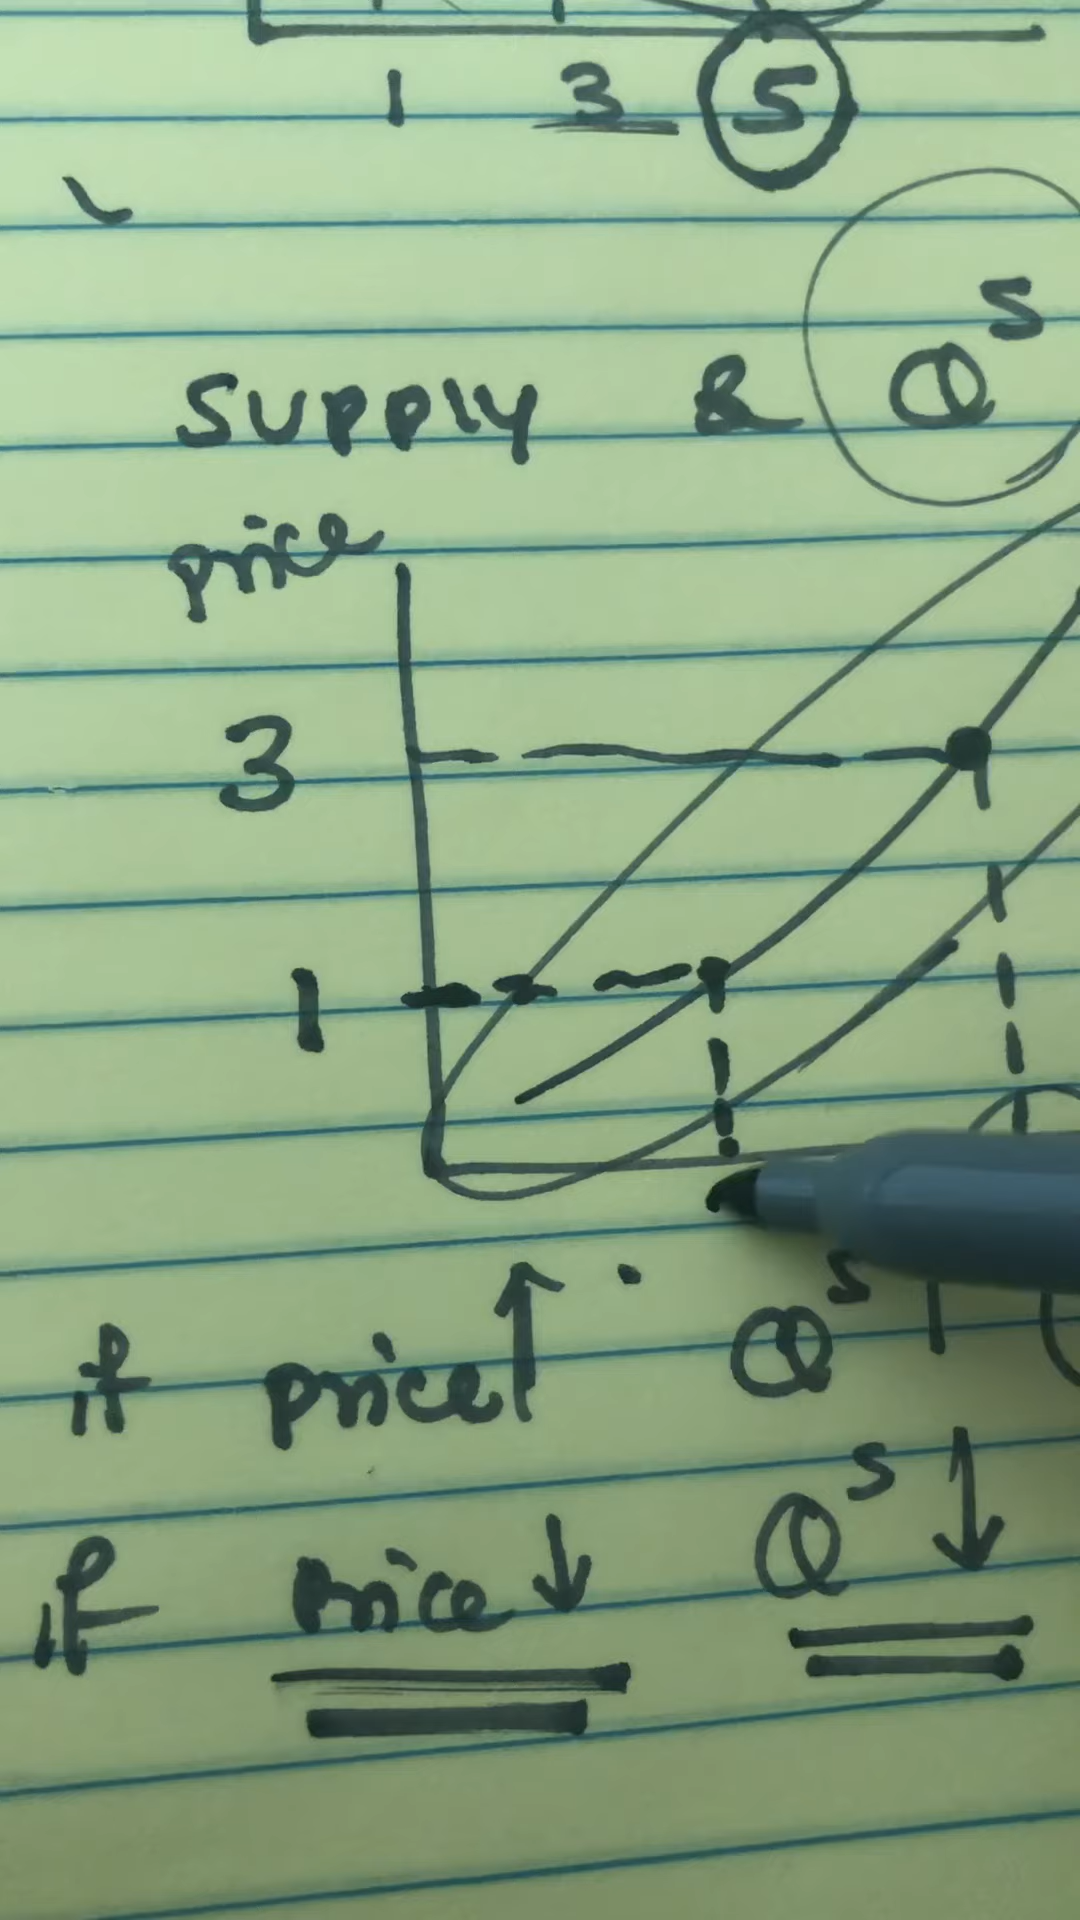 1 3 5
Supply & Q^s
price
3
1
if price↑ Q^s
if price↓ Q^s ↓